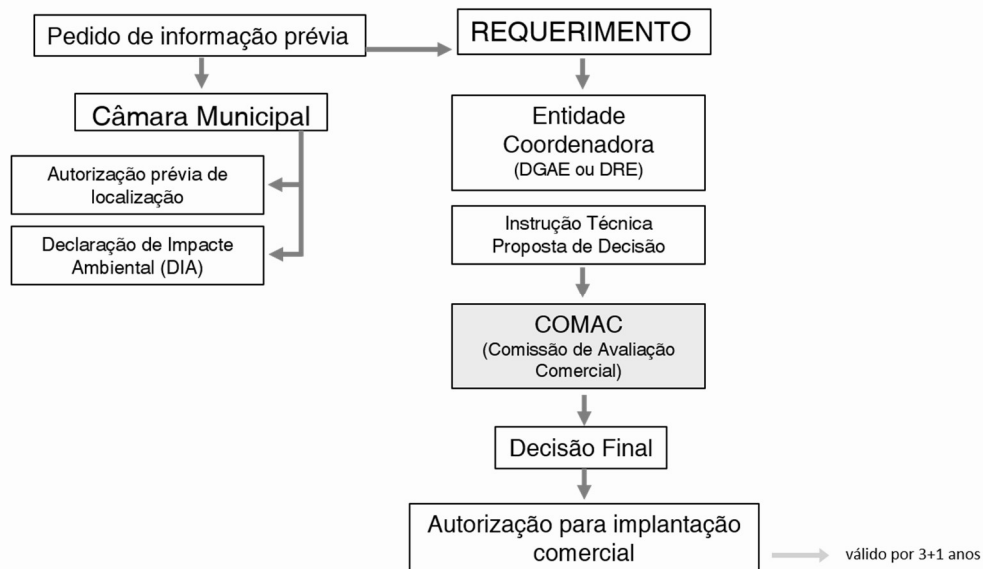 Pedido de informação prévia
REQUERIMENTO
Câmara Municipal
Autorização prévia de
localização
Declaração de Impacte
Ambiental (DIA)
Entidade
Coordenadora
(DGAE ou DRE)
Instrução Técnica
Proposta de Decisão
COMAC
(Comissão de Avaliação
Comercial)
Decisão Final
Autorização para implantação
comercial
válido por 3+1 anos